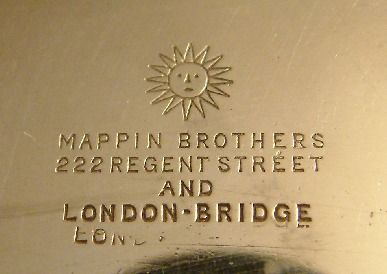 MAPPIN BROTHERS
222 REGENT STREET
AND
LONDON-BRIDGE